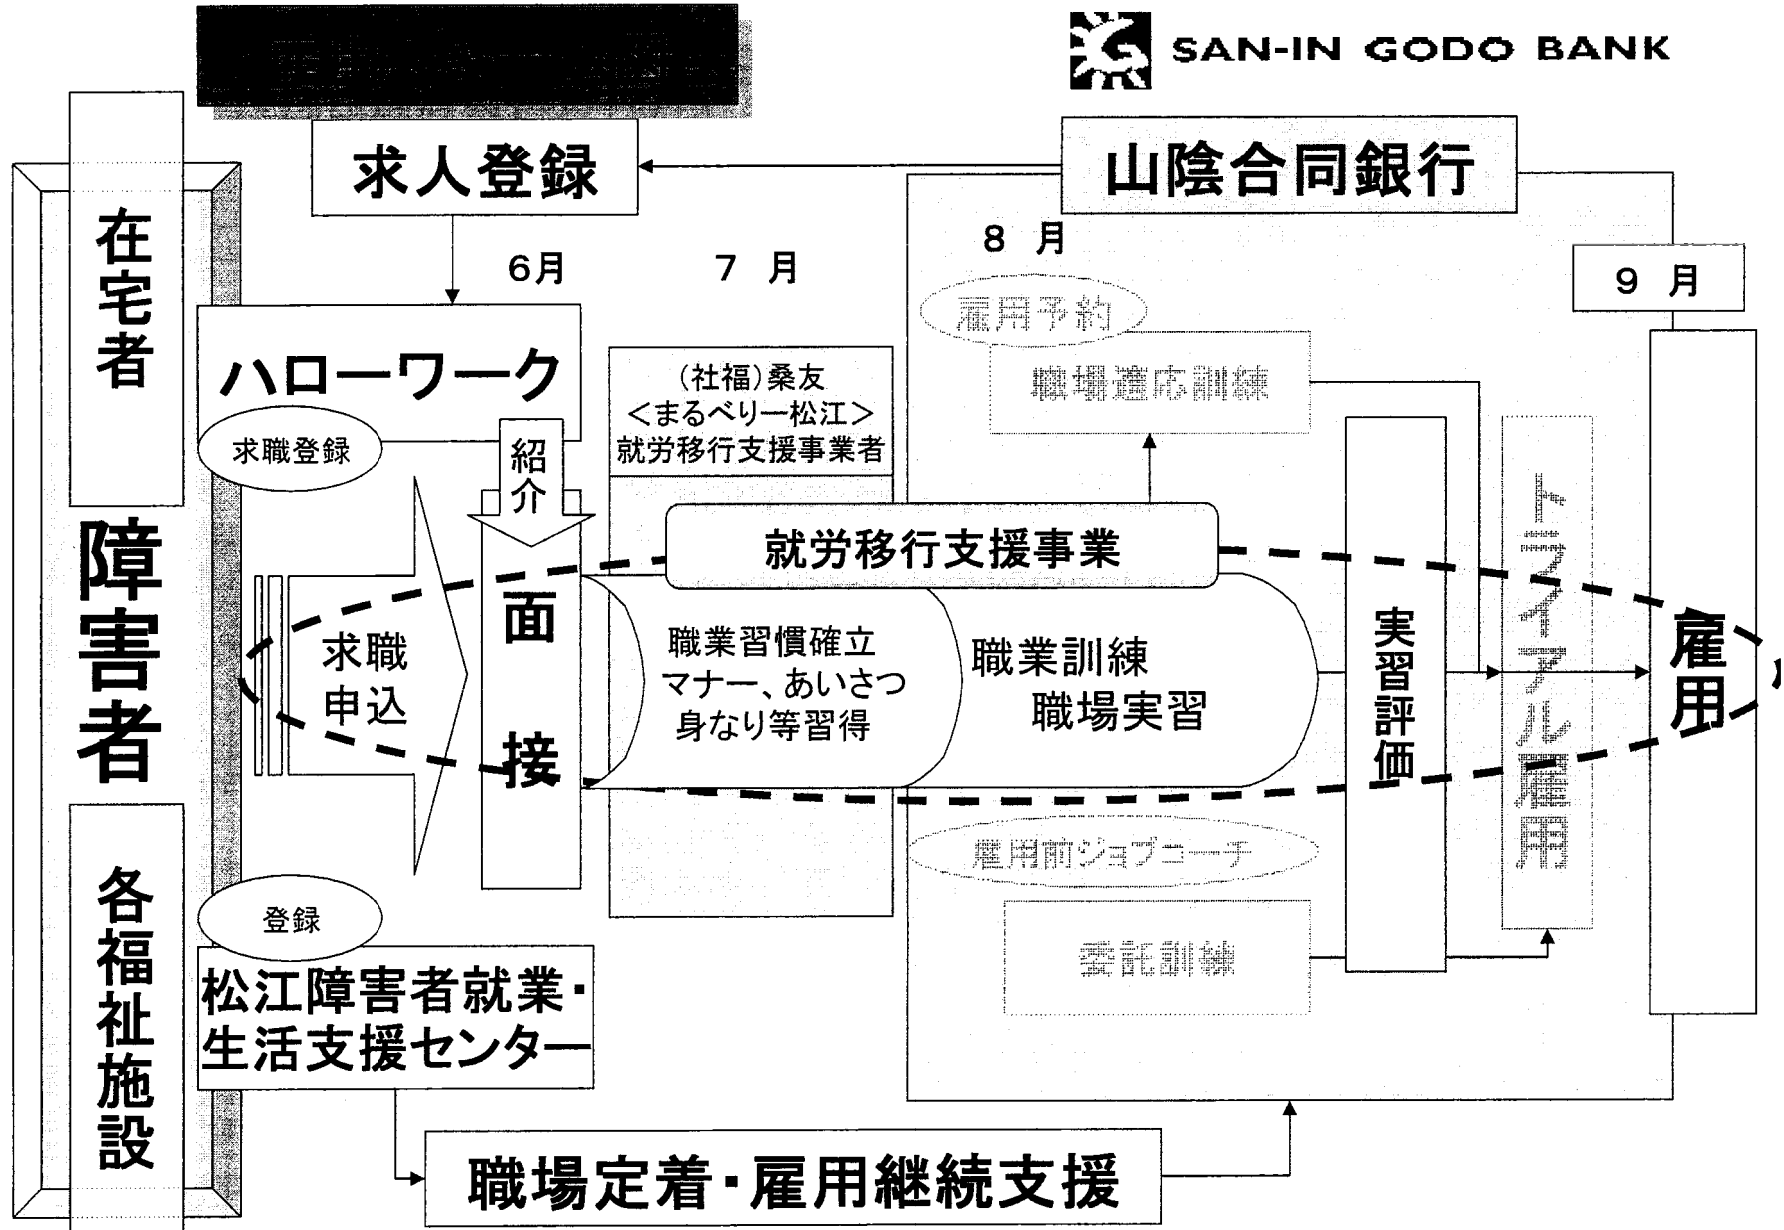 SAN-IN GODO BANK
求人登録
山陰合同銀行
在宅者
障害者
各福祉施設
6月
7 月
8 月
9 月
ハローワーク
求職登録
紹介
(社福)桑友
<まるべりー松江>
就労移行支援事業者
雇用予約
職場適応訓練
就労移行支援事業
求職
申込
面接
職業習慣確立
マナー、あいさつ
身なり等習得
職業訓練
職場実習
実習評価
トライアル雇用
雇用
雇用前ジョブコーチ
委託訓練
登録
松江障害者就業・
生活支援センター
職場定着・雇用継続支援